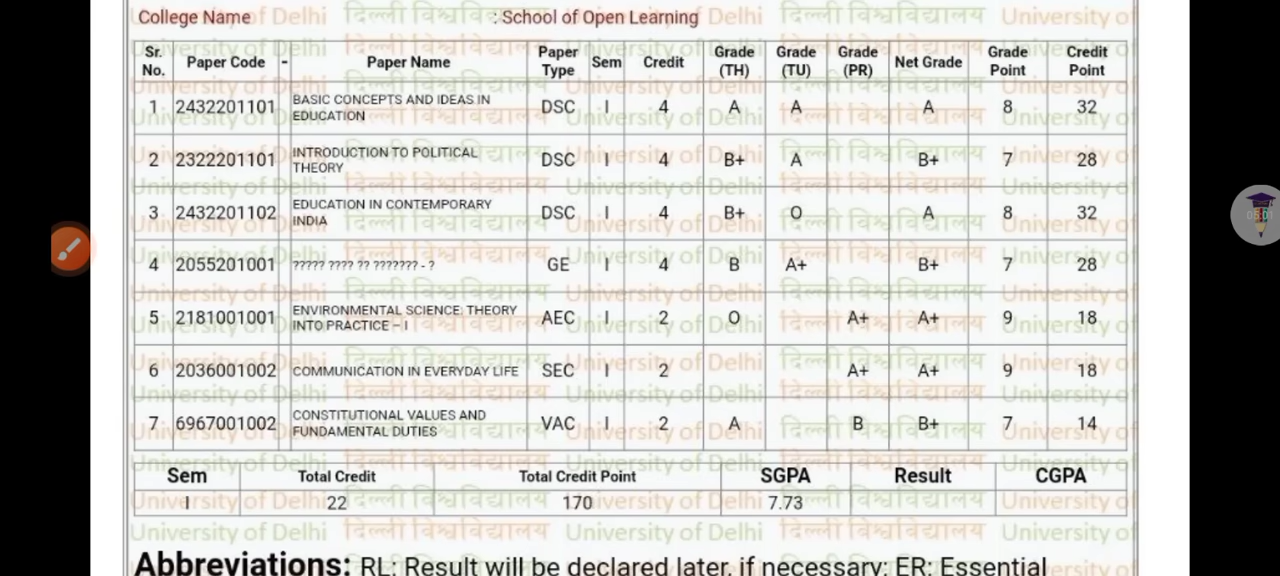 College Name : School of Open Learning
Sr. No. Paper Code - Paper Name Paper Type Sem Credit Grade (TH) Grade (TU) Grade (PR) Net Grade Grade Point Credit Point
1 2432201101 BASIC CONCEPTS AND IDEAS IN EDUCATION DSC I 4 A A A 8 32
2 2322201101 INTRODUCTION TO POLITICAL THEORY DSC I 4 B+ A B+ 7 28
3 2432201102 EDUCATION IN CONTEMPORARY INDIA DSC I 4 B+ O A 8 32
4 2055201001 ????? ???? ?? ??????? - ? GE I 4 B A+ B+ 7 28
5 2181001001 ENVIRONMENTAL SCIENCE: THEORY INTO PRACTICE – I AEC I 2 O A+ A+ 9 18
6 2036001002 COMMUNICATION IN EVERYDAY LIFE SEC I 2 A+ A+ 9 18
7 6967001002 CONSTITUTIONAL VALUES AND FUNDAMENTAL DUTIES VAC I 2 A B B+ 7 14
Sem Total Credit Total Credit Point SGPA Result CGPA
I 22 170 7.73
Abbreviations: RL: Result will be declared later, if necessary; ER: Essential